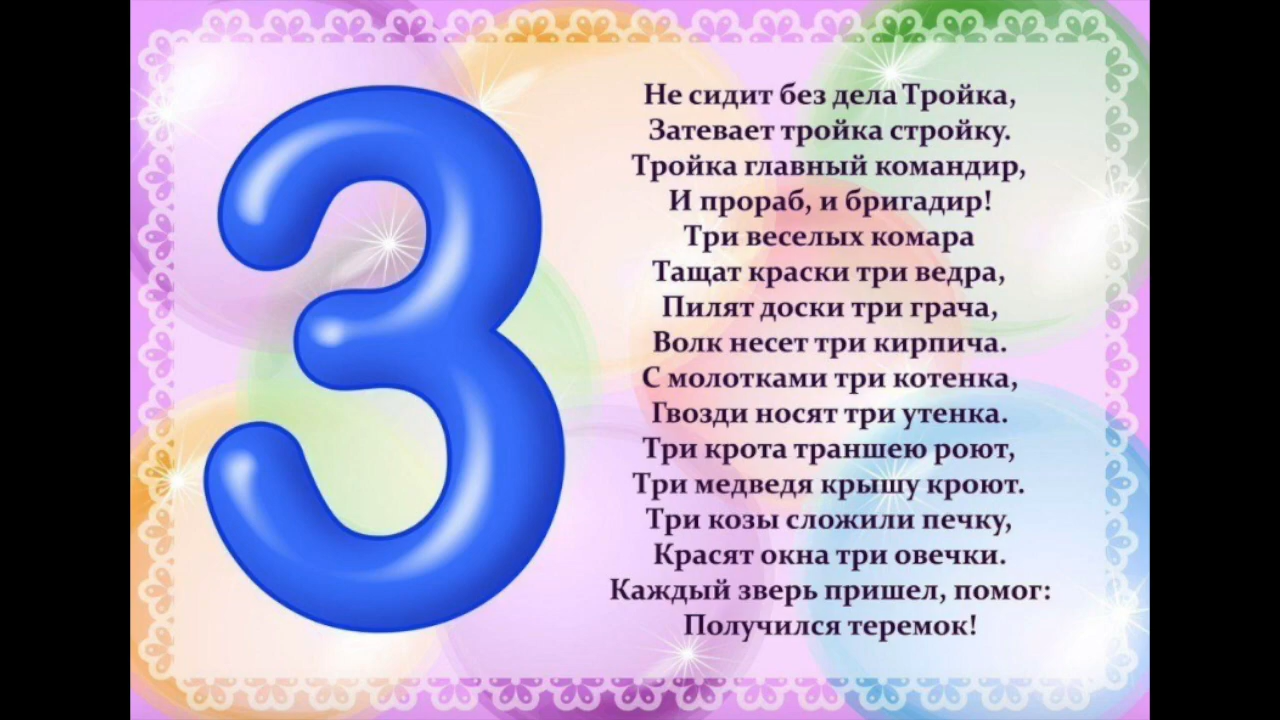 3
Не сидит без дела Тройка,
Затевает тройка стройку.
Тройка главный командир,
И прораб, и бригадир!
Три веселых комара
Тащат краски три ведра,
Пилят доски три грача,
Волк несет три кирпича.
С молотками три котенка,
Гвозди носят три утенка.
Три крота траншею роют,
Три медведя крышу кроют.
Три козы сложили печку,
Красят окна три овечки.
Каждый зверь пришел, помог:
Получился теремок!